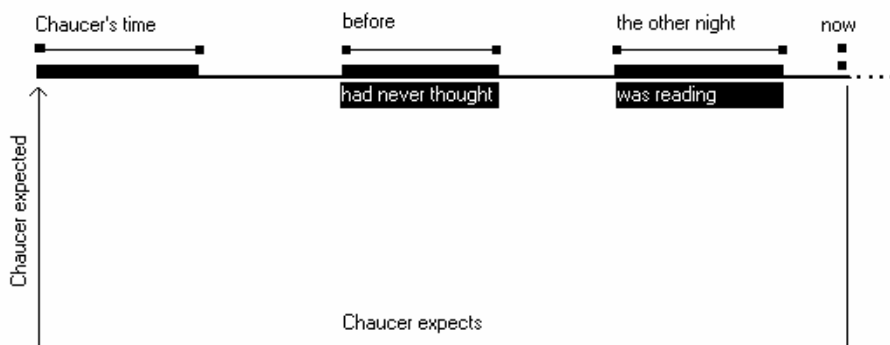 Chaucer's time
before
the other night
now
had never thought
was reading
Chaucer expected
Chaucer expects